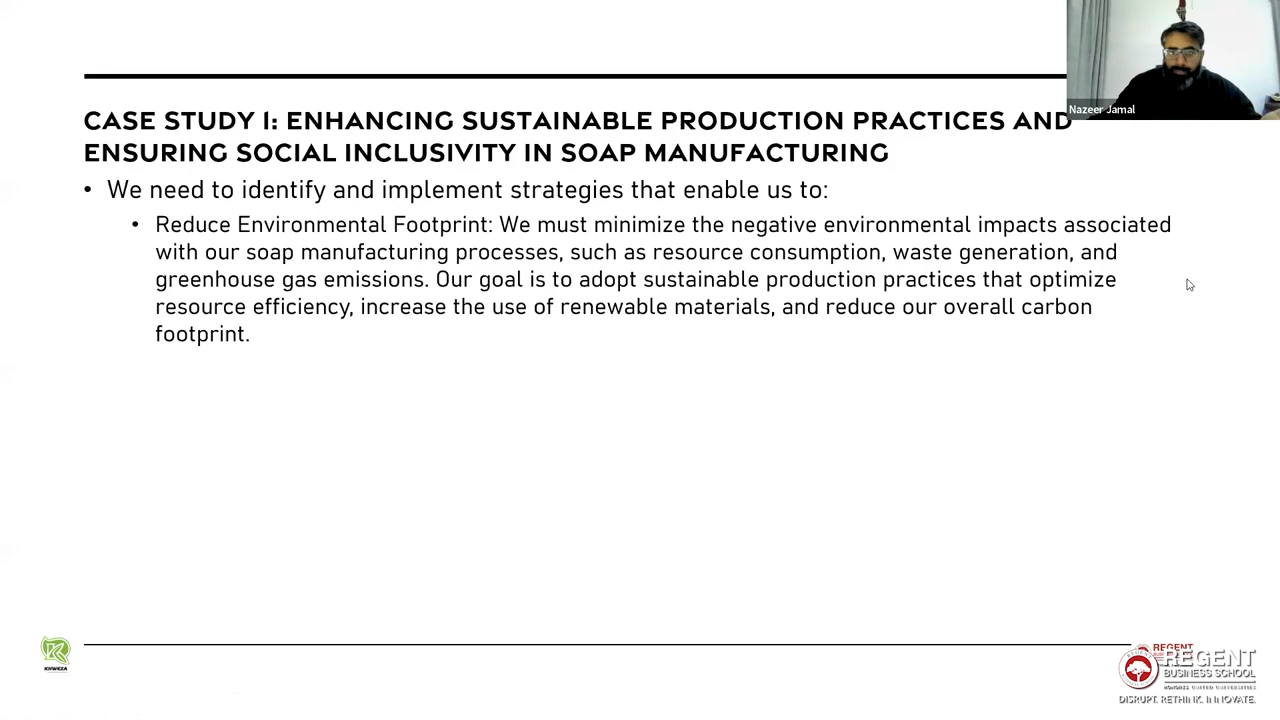 Nazeer Jamal
CASE STUDY 1: ENHANCING SUSTAINABLE PRODUCTION PRACTICES AND
ENSURING SOCIAL INCLUSIVITY IN SOAP MANUFACTURING
• We need to identify and implement strategies that enable us to:
• Reduce Environmental Footprint: We must minimize the negative environmental impacts associated
with our soap manufacturing processes, such as resource consumption, waste generation, and
greenhouse gas emissions. Our goal is to adopt sustainable production practices that optimize
resource efficiency, increase the use of renewable materials, and reduce our overall carbon
footprint.
KHWEZA
REGENT
REGENT
BUSINESS SCHOOL
DISRUPT. RETHINK. INNOVATE.